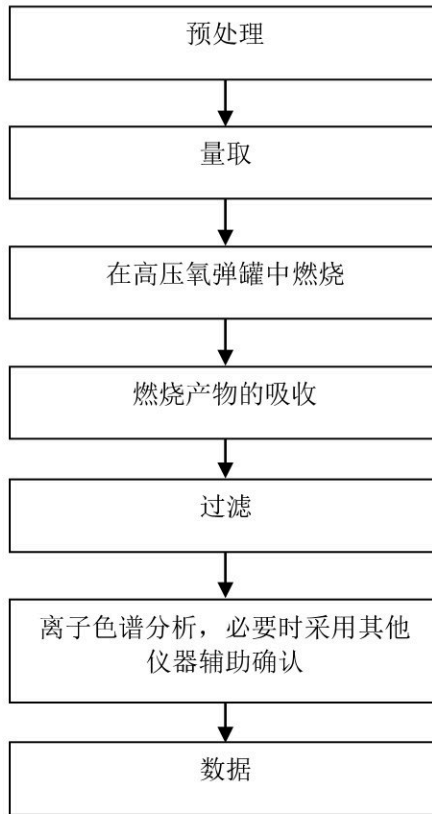 预处理
量取
在高压氧弹罐中燃烧
燃烧产物的吸收
过滤
离子色谱分析，必要时采用其他
仪器辅助确认
数据